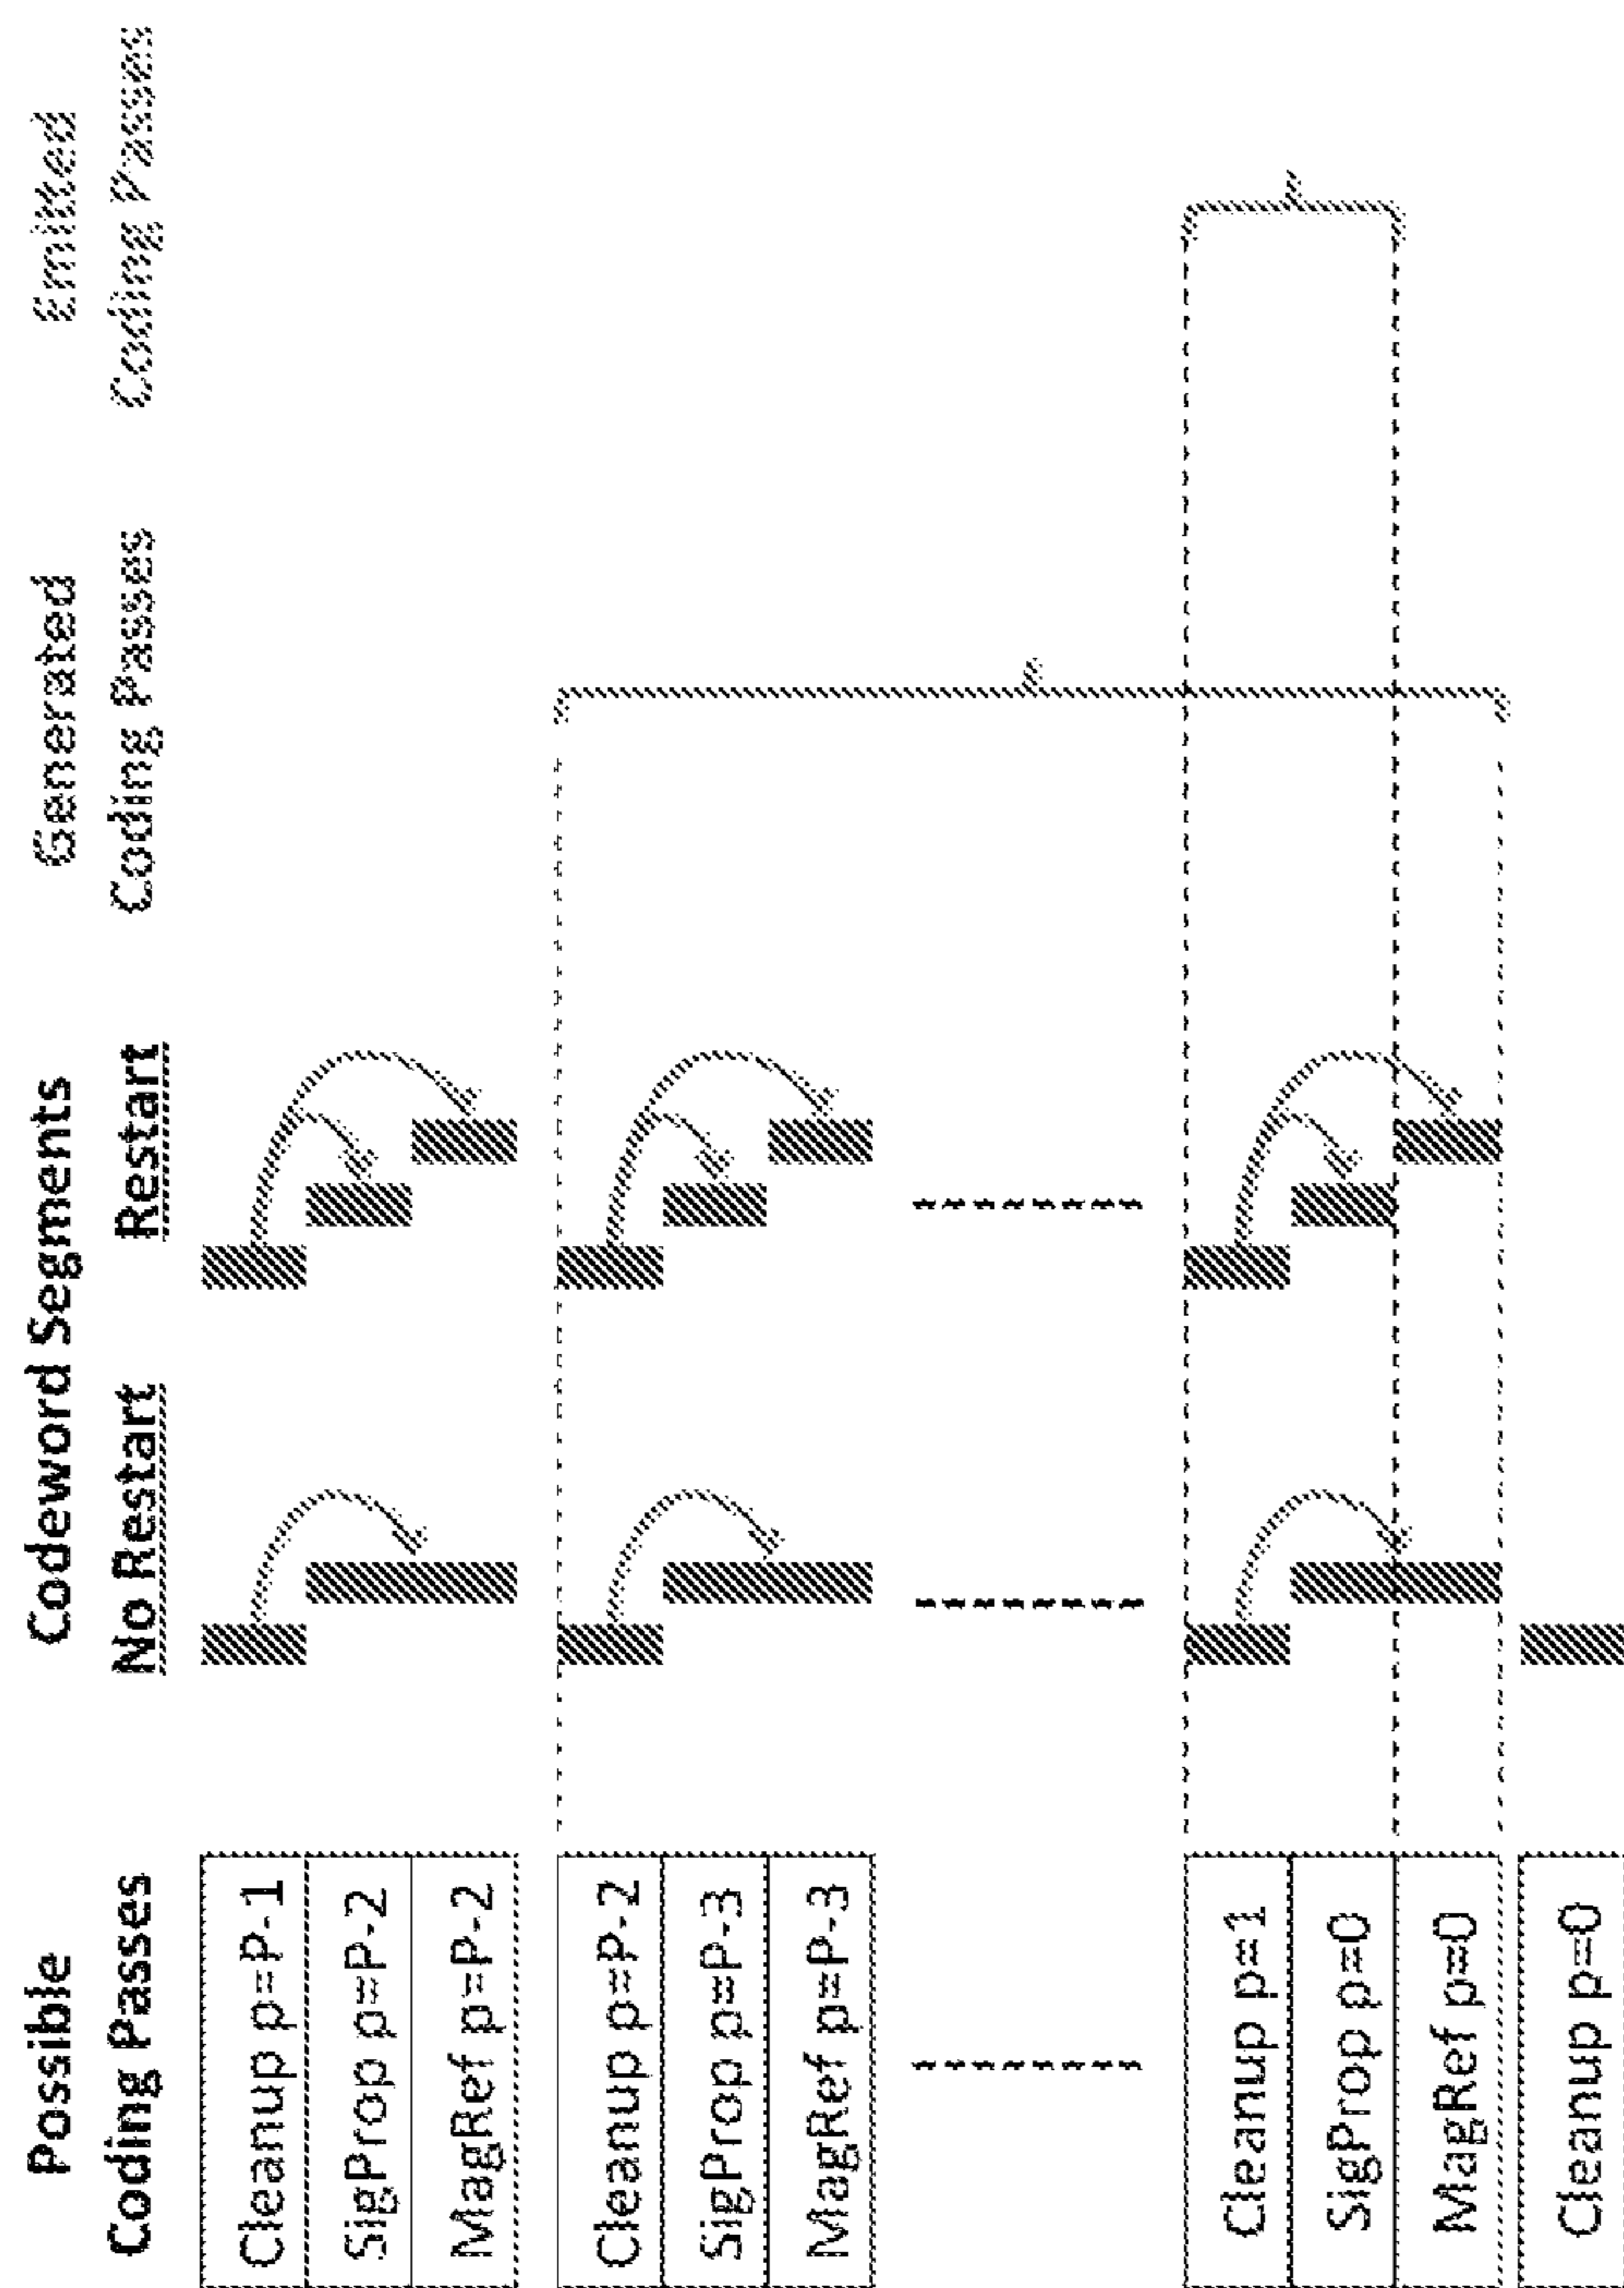 Possible
Coding Passes
Codeword Segments
No Restart
Restart
Generated
Coding Passes
Emitted
Coding Passes
Cleanup p=P-1
SigProp p=P-2
MagRef p=P-2
Cleanup p=P-2
SigProp p=P-3
MagRef p=P-3
Cleanup p=1
SigProp p=0
MagRef p=0
Cleanup p=0